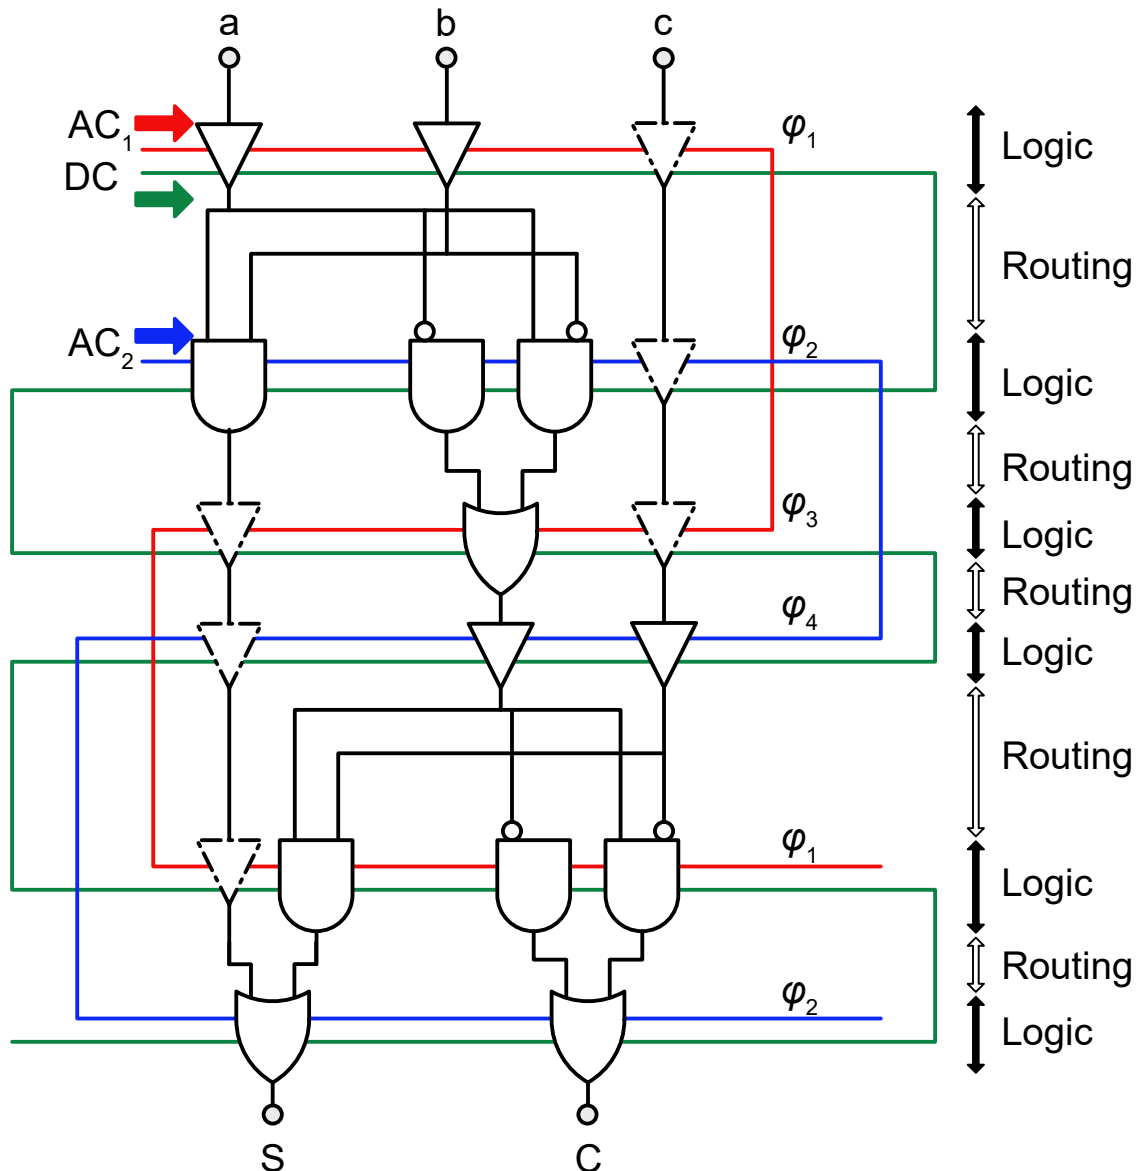 a b c
AC1 φ1 Logic
DC
Routing
AC2 φ2 Logic
Routing
φ3 Logic
Routing
φ4 Logic
Routing
φ1 Logic
Routing
φ2 Logic
S C